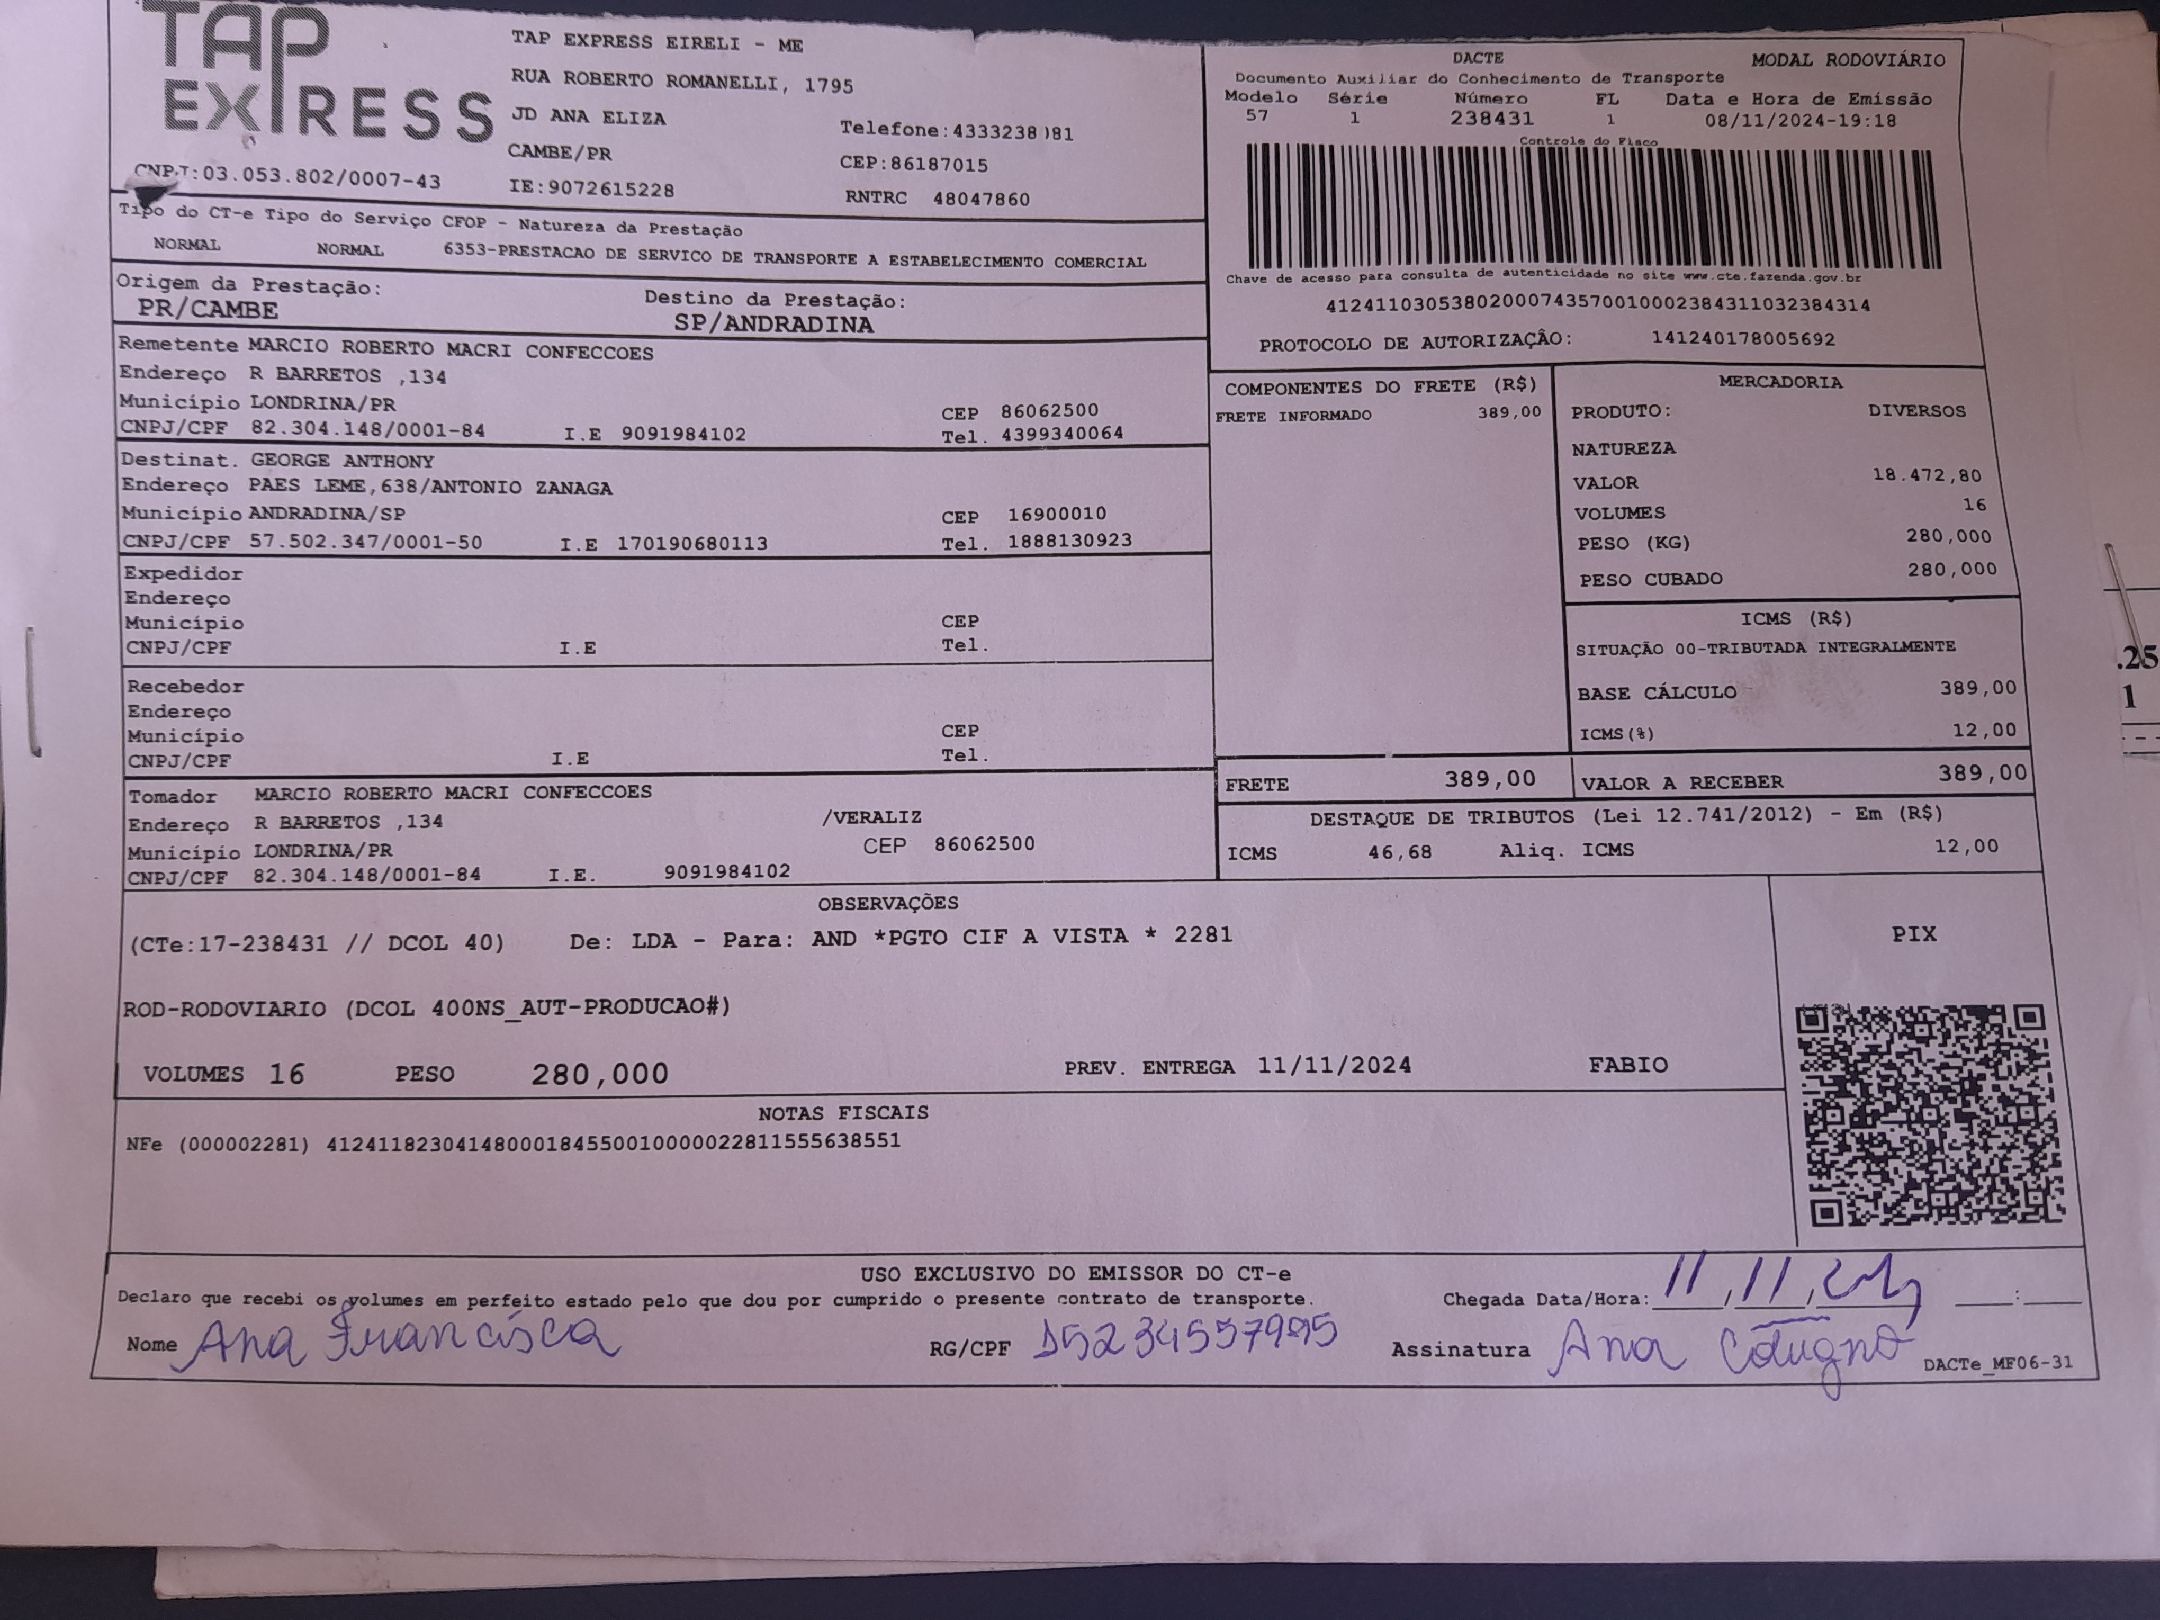 TAP
EXPRESS
CNPJ:03.053.802/0007-43
TAP EXPRESS EIRELI - ME
RUA ROBERTO ROMANELLI, 1795
JD ANA ELIZA
Telefone:4333238 )81
CAMBE/PR
CEP:86187015
IE:9072615228
RNTRC 48047860
DACTE
MODAL RODOVIÁRIO
Documento Auxiliar do Conhecimento de Transporte
Modelo Série Número FL Data e Hora de Emissão
57 1 238431 1 08/11/2024-19:18
Controle do Fisco
Chave de acesso para consulta de autenticidade no site www.cte.fazenda.gov.br
41241103053802000743570010002384311032384314
PROTOCOLO DE AUTORIZAÇÂO: 141240178005692
Tipo do CT-e Tipo do Serviço CFOP - Natureza da Prestação
NORMAL NORMAL 6353-PRESTACAO DE SERVICO DE TRANSPORTE A ESTABELECIMENTO COMERCIAL
Origem da Prestação:
PR/CAMBE
Destino da Prestação:
SP/ANDRADINA
Remetente MARCIO ROBERTO MACRI CONFECCOES
Endereço R BARRETOS ,134
Município LONDRINA/PR CEP 86062500
CNPJ/CPF 82.304.148/0001-84 I.E 9091984102 Tel. 4399340064
Destinat. GEORGE ANTHONY
Endereço PAES LEME,638/ANTONIO ZANAGA
Município ANDRADINA/SP CEP 16900010
CNPJ/CPF 57.502.347/0001-50 I.E 170190680113 Tel. 1888130923
Expedidor
Endereço
Município CEP
CNPJ/CPF I.E Tel.
Recebedor
Endereço
Município CEP
CNPJ/CPF I.E Tel.
Tomador MARCIO ROBERTO MACRI CONFECCOES
Endereço R BARRETOS ,134 /VERALIZ
Município LONDRINA/PR CEP 86062500
CNPJ/CPF 82.304.148/0001-84 I.E. 9091984102
COMPONENTES DO FRETE (R$)
FRETE INFORMADO 389,00
MERCADORIA
PRODUTO: DIVERSOS
NATUREZA
VALOR 18.472,80
VOLUMES 16
PESO (KG) 280,000
PESO CUBADO 280,000
ICMS (R$)
SITUAÇÃO 00-TRIBUTADA INTEGRALMENTE
BASE CÁLCULO 389,00
ICMS(%) 12,00
FRETE 389,00
VALOR A RECEBER 389,00
DESTAQUE DE TRIBUTOS (Lei 12.741/2012) - Em (R$)
ICMS 46,68 Aliq. ICMS 12,00
OBSERVAÇÕES
(CTe:17-238431 // DCOL 40) De: LDA - Para: AND *PGTO CIF A VISTA * 2281
ROD-RODOVIARIO (DCOL 400NS_AUT-PRODUCAO#)
VOLUMES 16 PESO 280,000 PREV. ENTREGA 11/11/2024 FABIO
PIX
NOTAS FISCAIS
NFe (000002281) 41241182304148000184550010000022811555638551
USO EXCLUSIVO DO EMISSOR DO CT-e
Declaro que recebi os volumes em perfeito estado pelo que dou por cumprido o presente contrato de transporte.
Chegada Data/Hora: 11,11, :
Nome Ana Francisca RG/CPF Assinatura Ana Cotugno
DACTe_MF06-31
.25
1